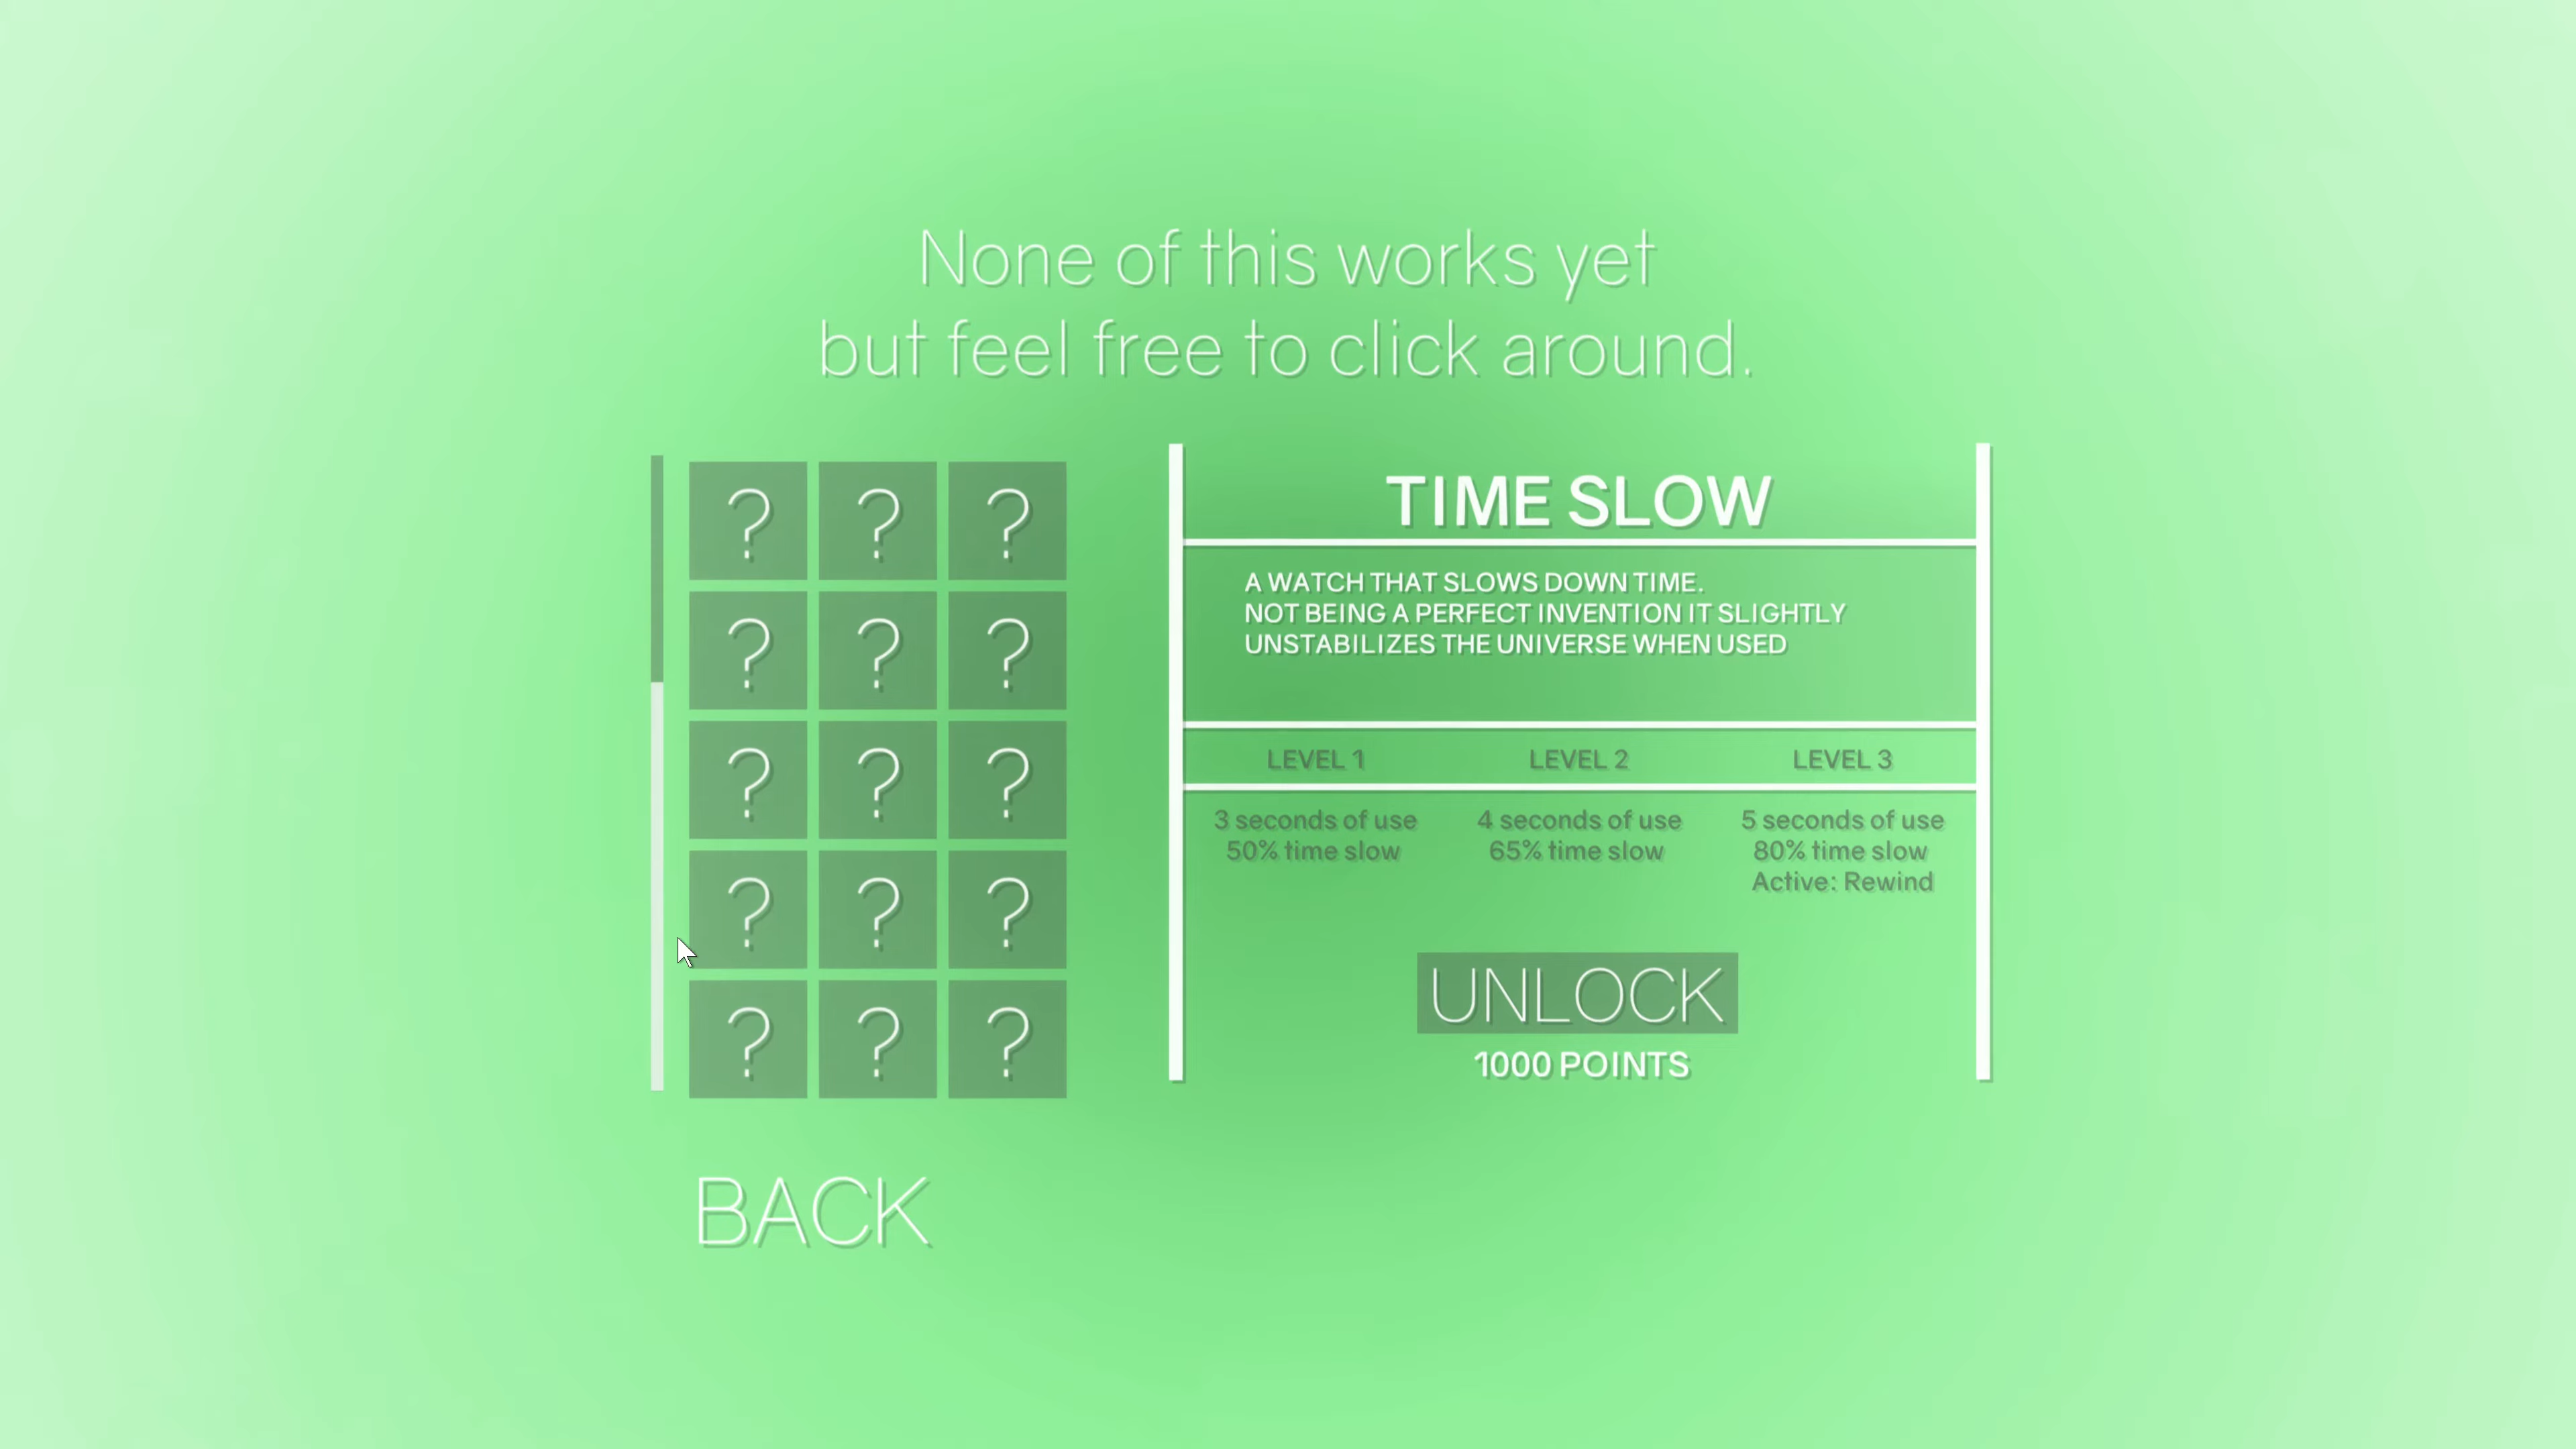 None of this works yet
but feel free to click around.
? ? ?
? ? ?
? ? ?
? ? ?
? ? ?
BACK
TIME SLOW
A WATCH THAT SLOWS DOWN TIME.
NOT BEING A PERFECT INVENTION IT SLIGHTLY
UNSTABILIZES THE UNIVERSE WHEN USED
LEVEL 1 LEVEL 2 LEVEL 3
3 seconds of use 4 seconds of use 5 seconds of use
50% time slow 65% time slow 80% time slow
Active: Rewind
UNLOCK
1000 POINTS